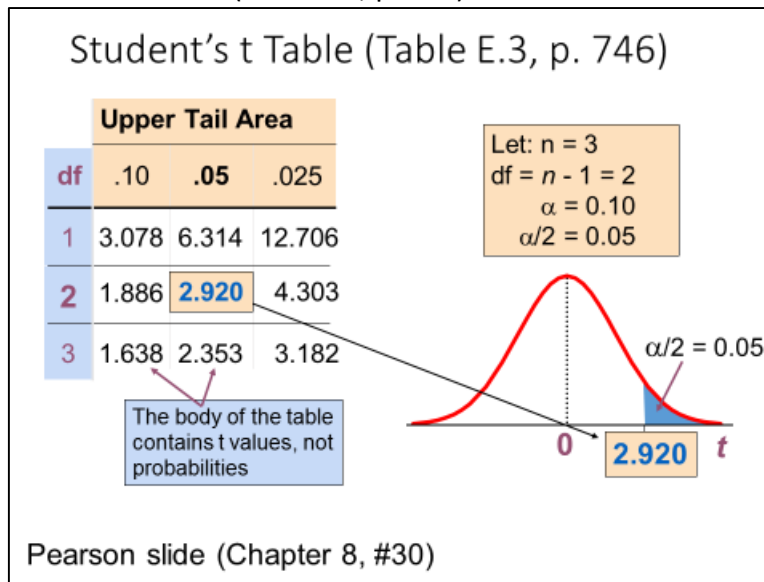 Student's t Table (Table E.3, p. 746)
Upper Tail Area
df .10 .05 .025
1 3.078 6.314 12.706
2 1.886 2.920 4.303
3 1.638 2.353 3.182
The body of the table
contains t values, not
probabilities
Let: n = 3
df = n - 1 = 2
α = 0.10
α/2 = 0.05
α/2 = 0.05
0 2.920 t
Pearson slide (Chapter 8, #30)